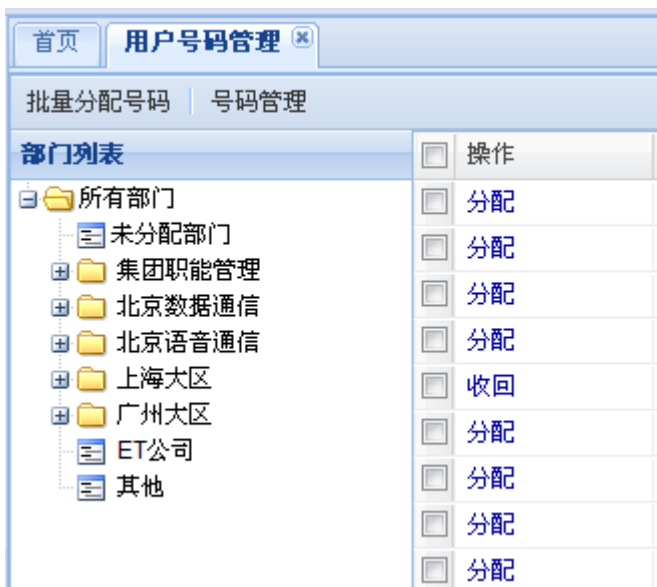 首页 用户号码管理
批量分配号码 号码管理
部门列表 操作
所有部门
未分配部门
集团职能管理
北京数据通信
北京语音通信
上海大区
广州大区
ET公司
其他
分配
分配
分配
分配
收回
分配
分配
分配
分配